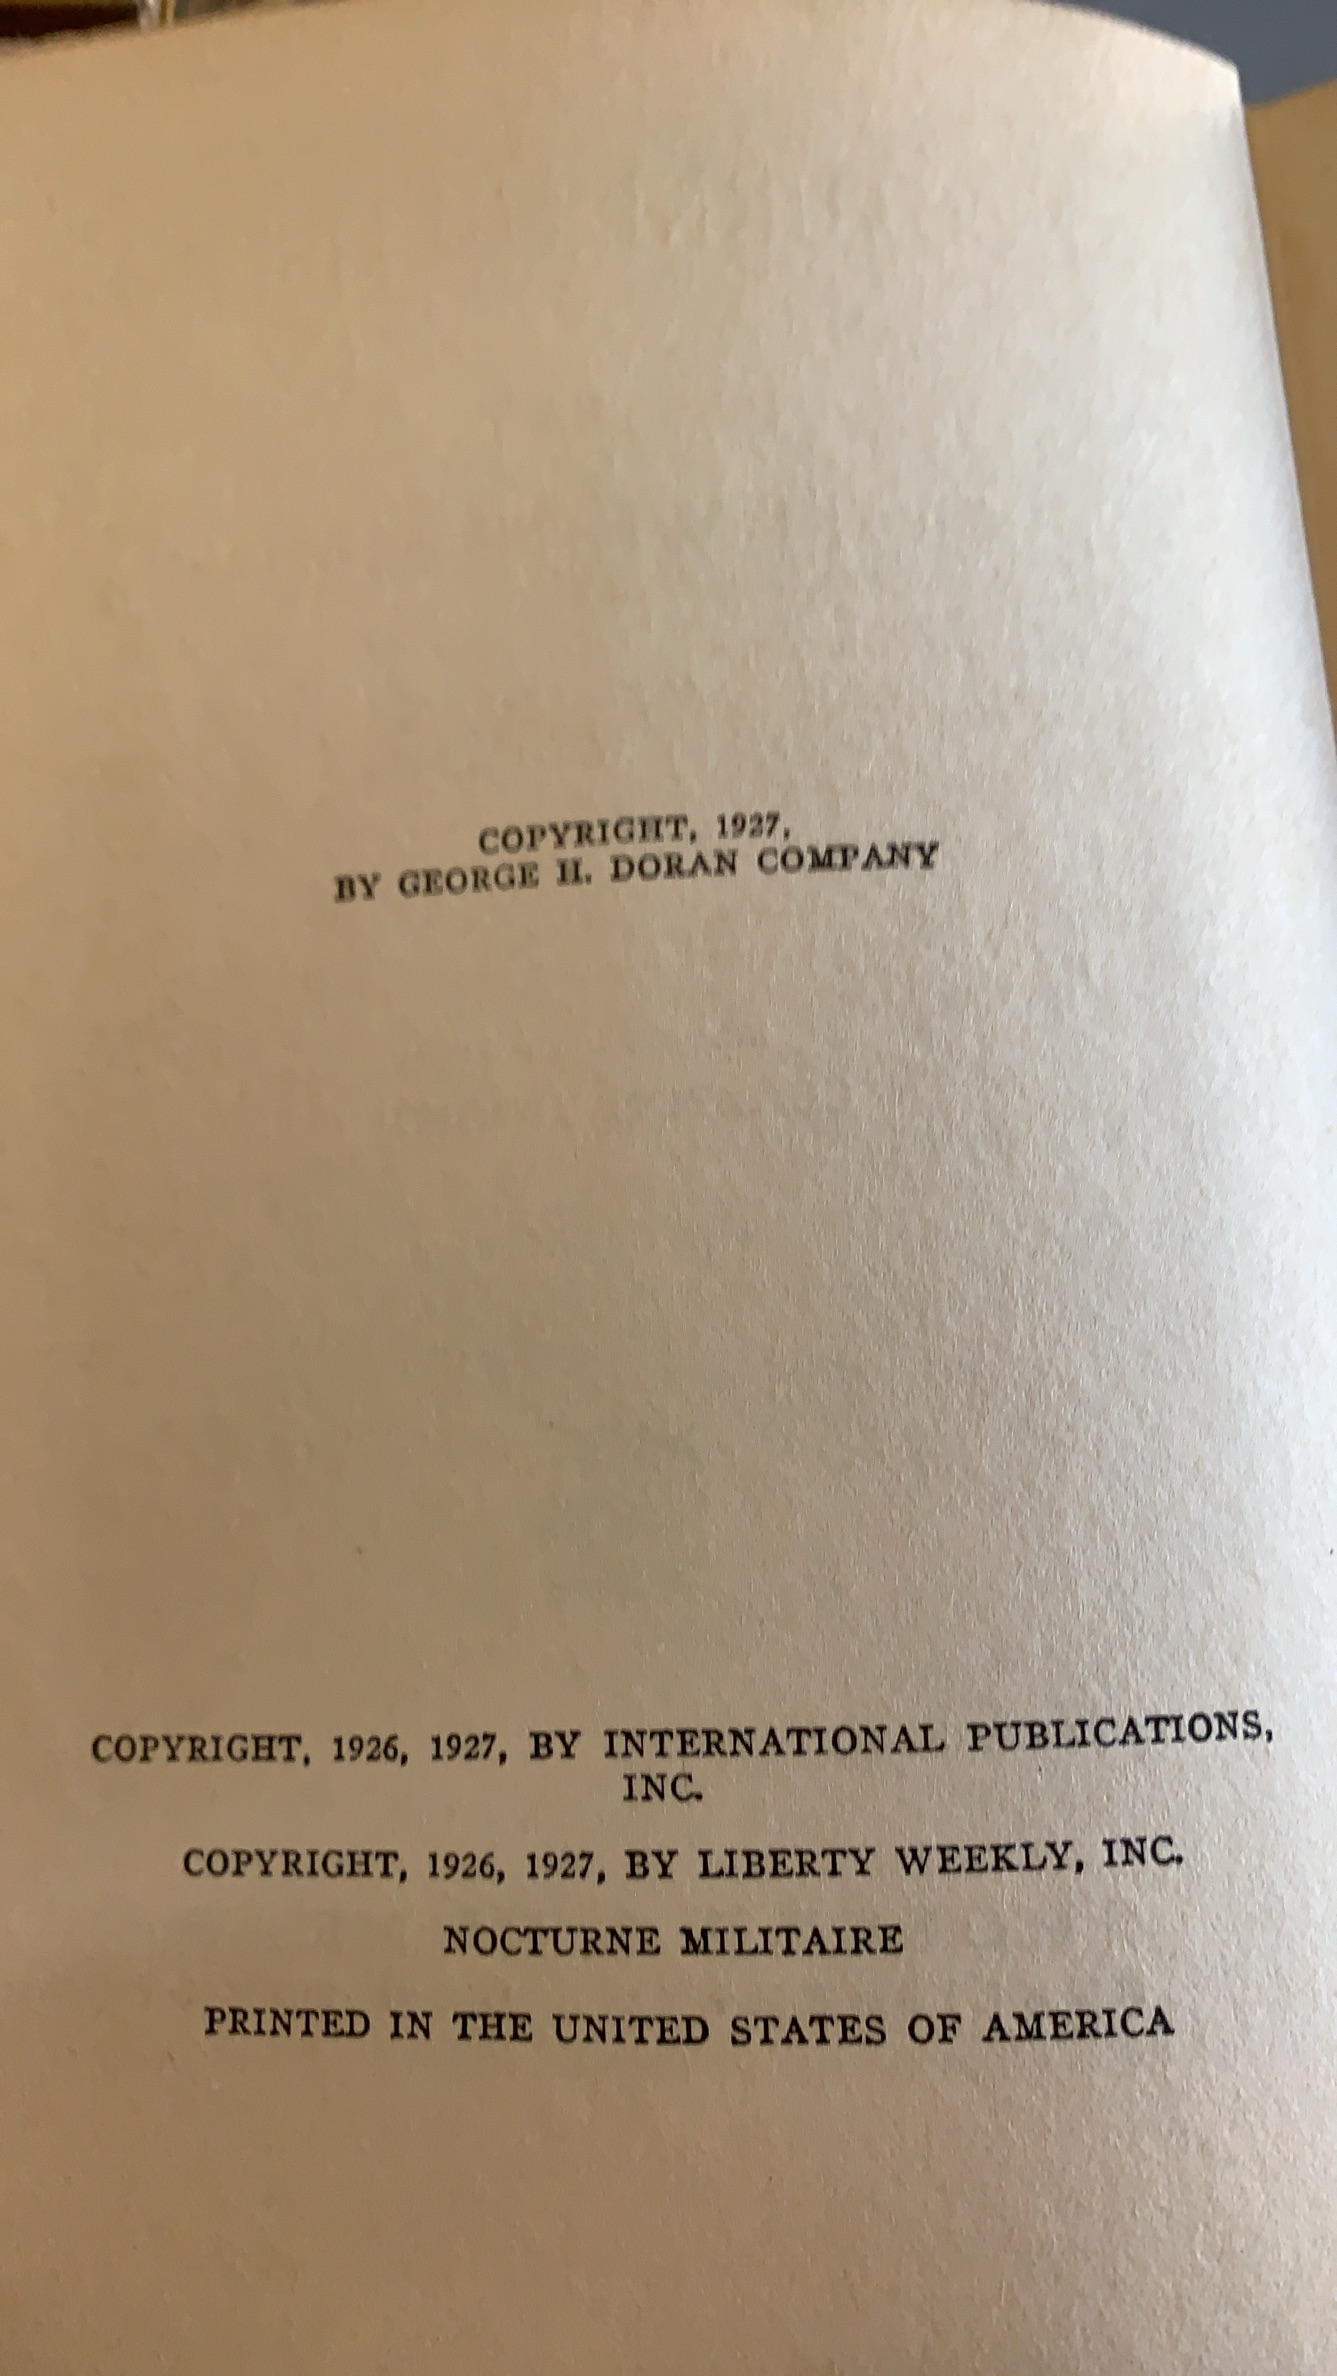 COPYRIGHT, 1927,
BY GEORGE H. DORAN COMPANY
COPYRIGHT, 1926, 1927, BY INTERNATIONAL PUBLICATIONS,
INC.
COPYRIGHT, 1926, 1927, BY LIBERTY WEEKLY, INC.
NOCTURNE MILITAIRE
PRINTED IN THE UNITED STATES OF AMERICA